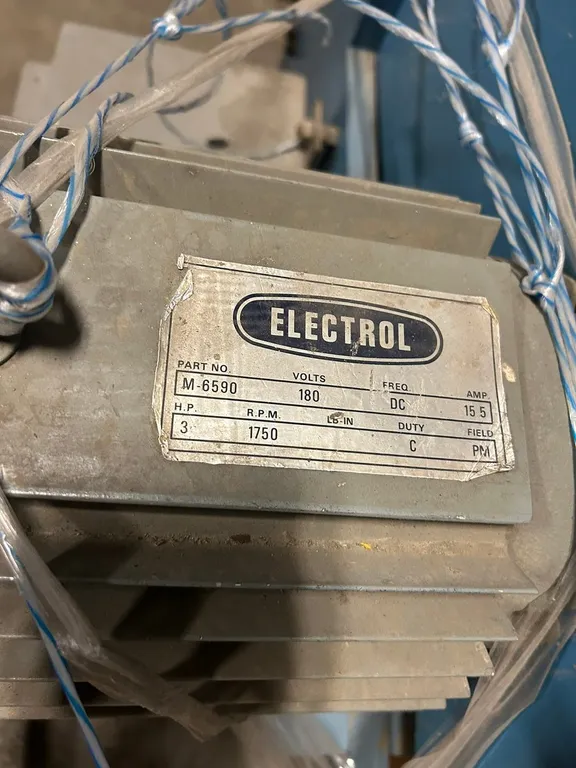 ELECTROL
PART NO. VOLTS FREQ. AMP.
M-6590 180 DC 15 5
H.P. R.P.M. LB-IN DUTY FIELD
3 1750 C PM